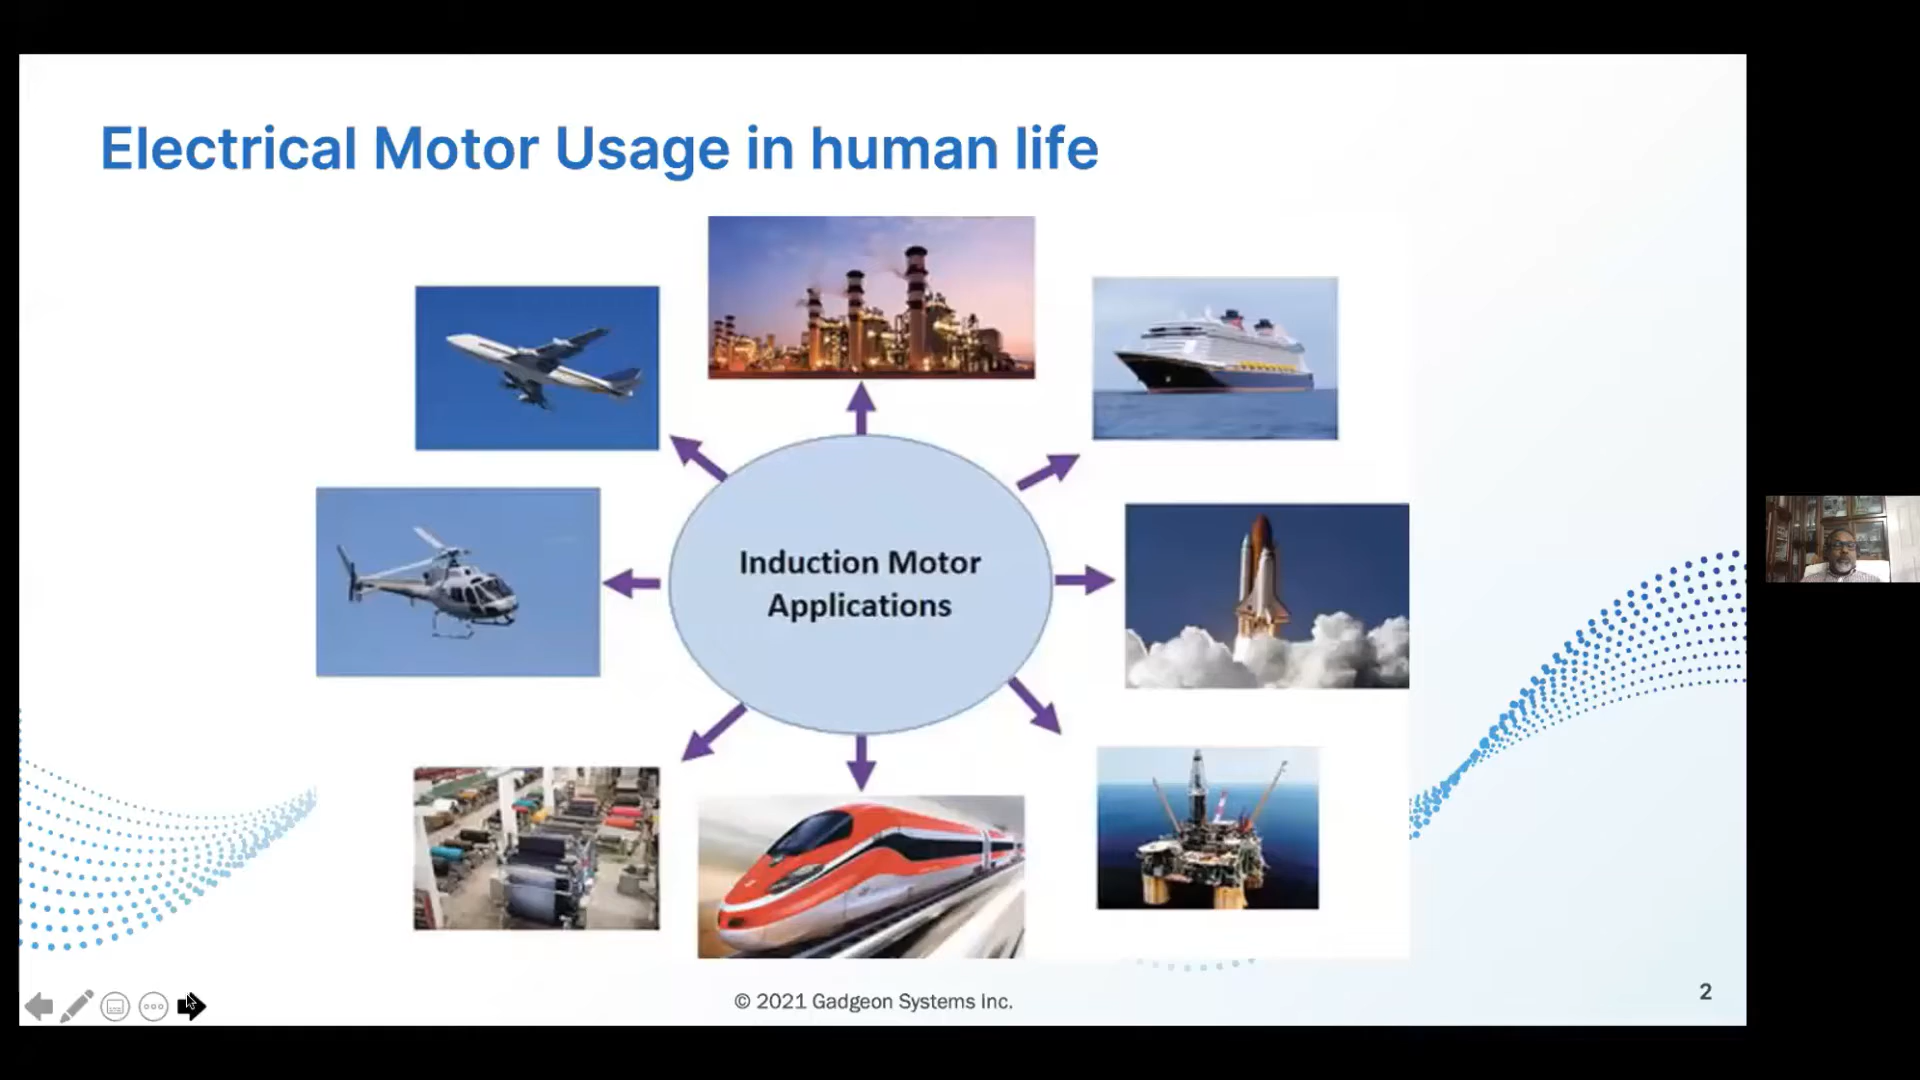 Electrical Motor Usage in human life
Induction Motor
Applications
© 2021 Gadgeon Systems Inc.
2